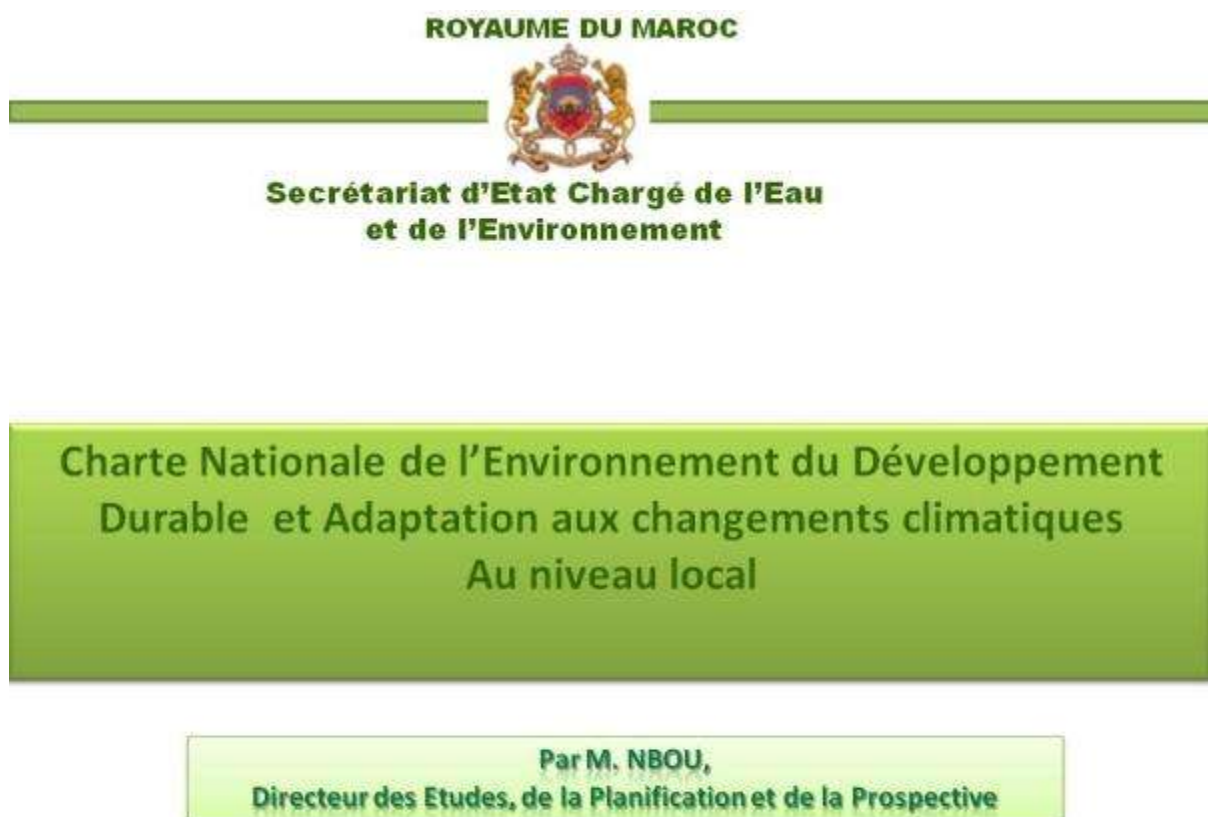 ROYAUME DU MAROC
Secrétariat d'Etat Chargé de l'Eau
et de l'Environnement
Charte Nationale de l'Environnement du Développement
Durable et Adaptation aux changements climatiques
Au niveau local
Par M. NBOU,
Directeur des Etudes, de la Planification et de la Prospective